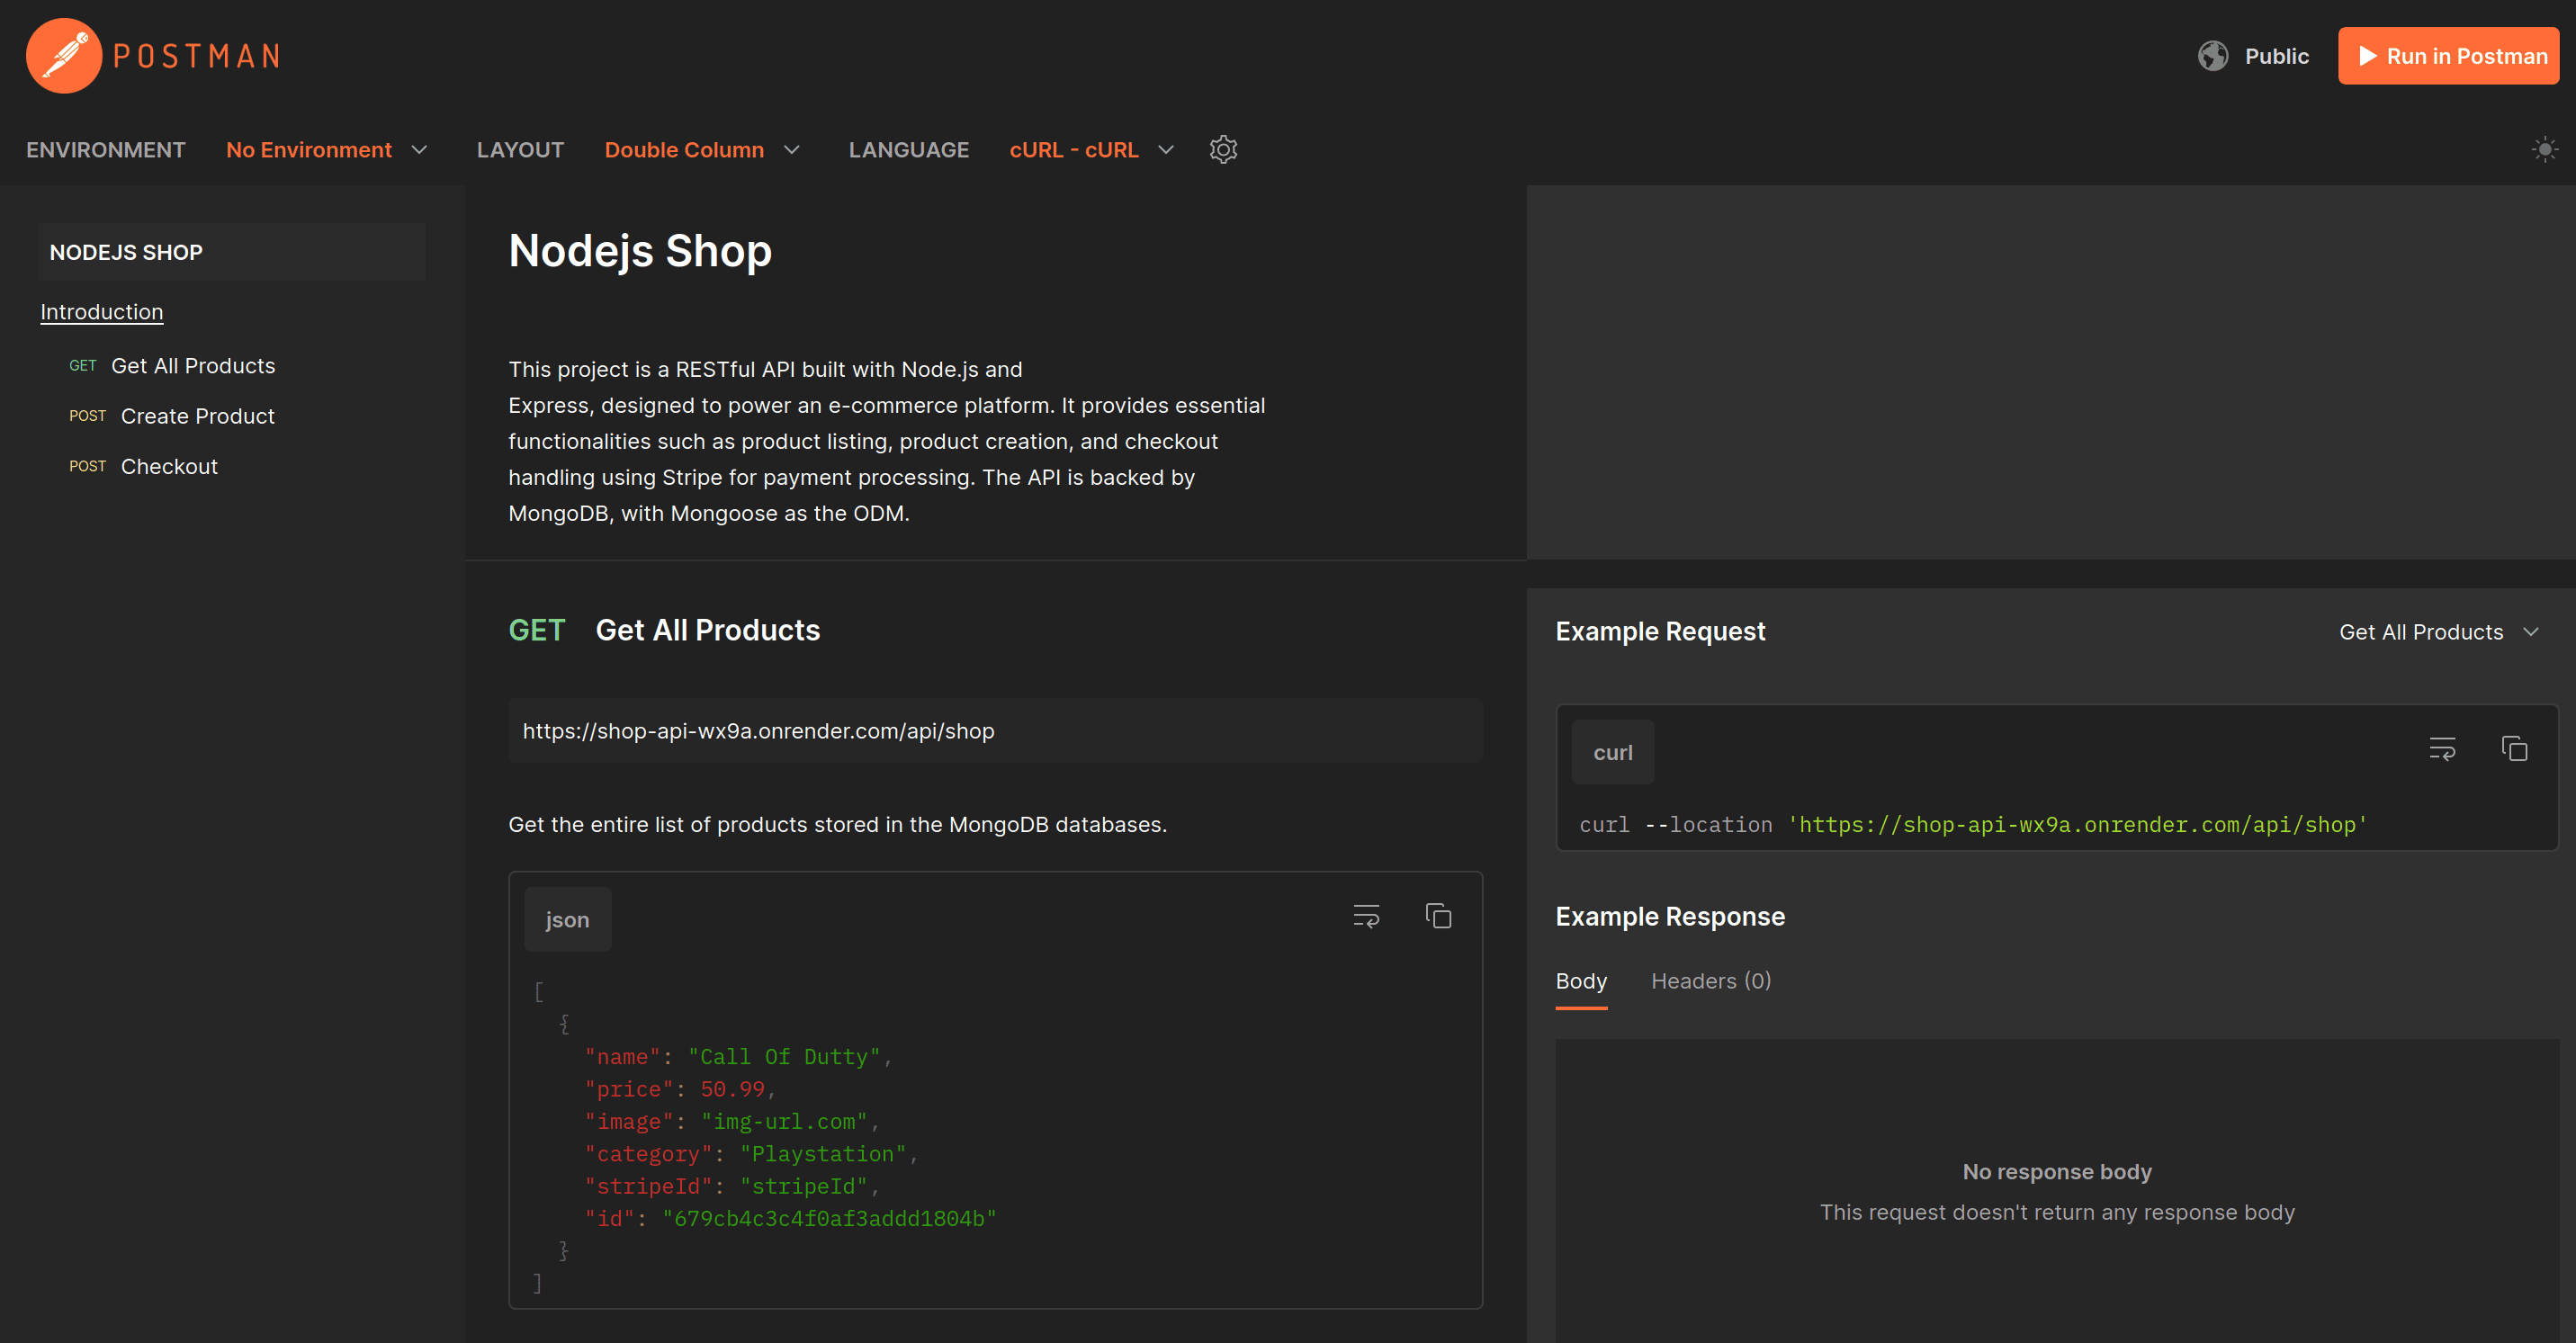 POSTMAN
Public
Run in Postman
ENVIRONMENT No Environment LAYOUT Double Column LANGUAGE cURL - cURL
NODEJS SHOP
Introduction
GET Get All Products
POST Create Product
POST Checkout
Nodejs Shop
This project is a RESTful API built with Node.js and
Express, designed to power an e-commerce platform. It provides essential
functionalities such as product listing, product creation, and checkout
handling using Stripe for payment processing. The API is backed by
MongoDB, with Mongoose as the ODM.
GET Get All Products
https://shop-api-wx9a.onrender.com/api/shop
Get the entire list of products stored in the MongoDB databases.
json
[
{
"name": "Call Of Dutty",
"price": 50.99,
"image": "img-url.com",
"category": "Playstation",
"stripeId": "stripeId",
"id": "679cb4c3c4f0af3addd1804b"
}
]
Example Request
Get All Products
curl
curl --location 'https://shop-api-wx9a.onrender.com/api/shop'
Example Response
Body Headers (0)
No response body
This request doesn't return any response body